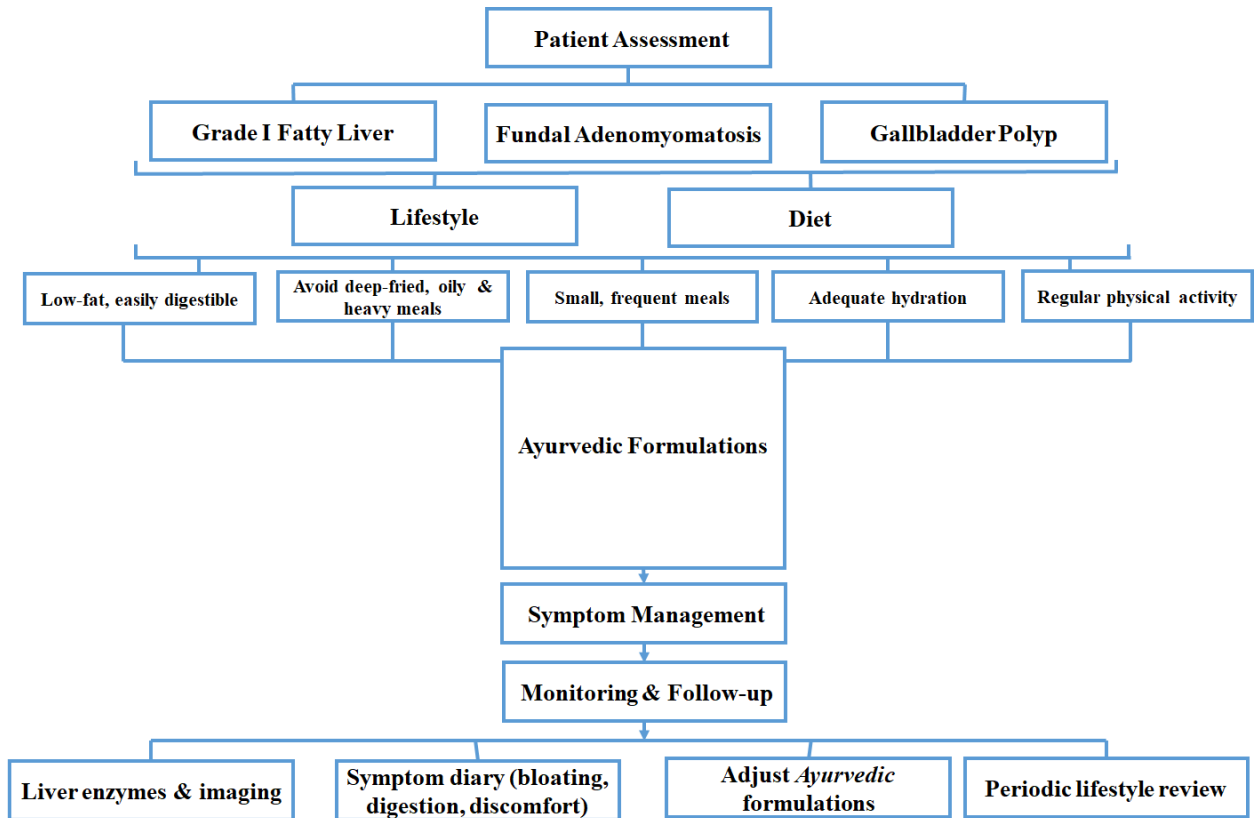 Patient Assessment
Grade I Fatty Liver
Fundal Adenomyomatosis
Gallbladder Polyp
Lifestyle
Diet
Low-fat, easily digestible
Avoid deep-fried, oily &
heavy meals
Small, frequent meals
Adequate hydration
Regular physical activity
Ayurvedic Formulations
Symptom Management
Monitoring & Follow-up
Liver enzymes & imaging
Symptom diary (bloating,
digestion, discomfort)
Adjust Ayurvedic
formulations
Periodic lifestyle review